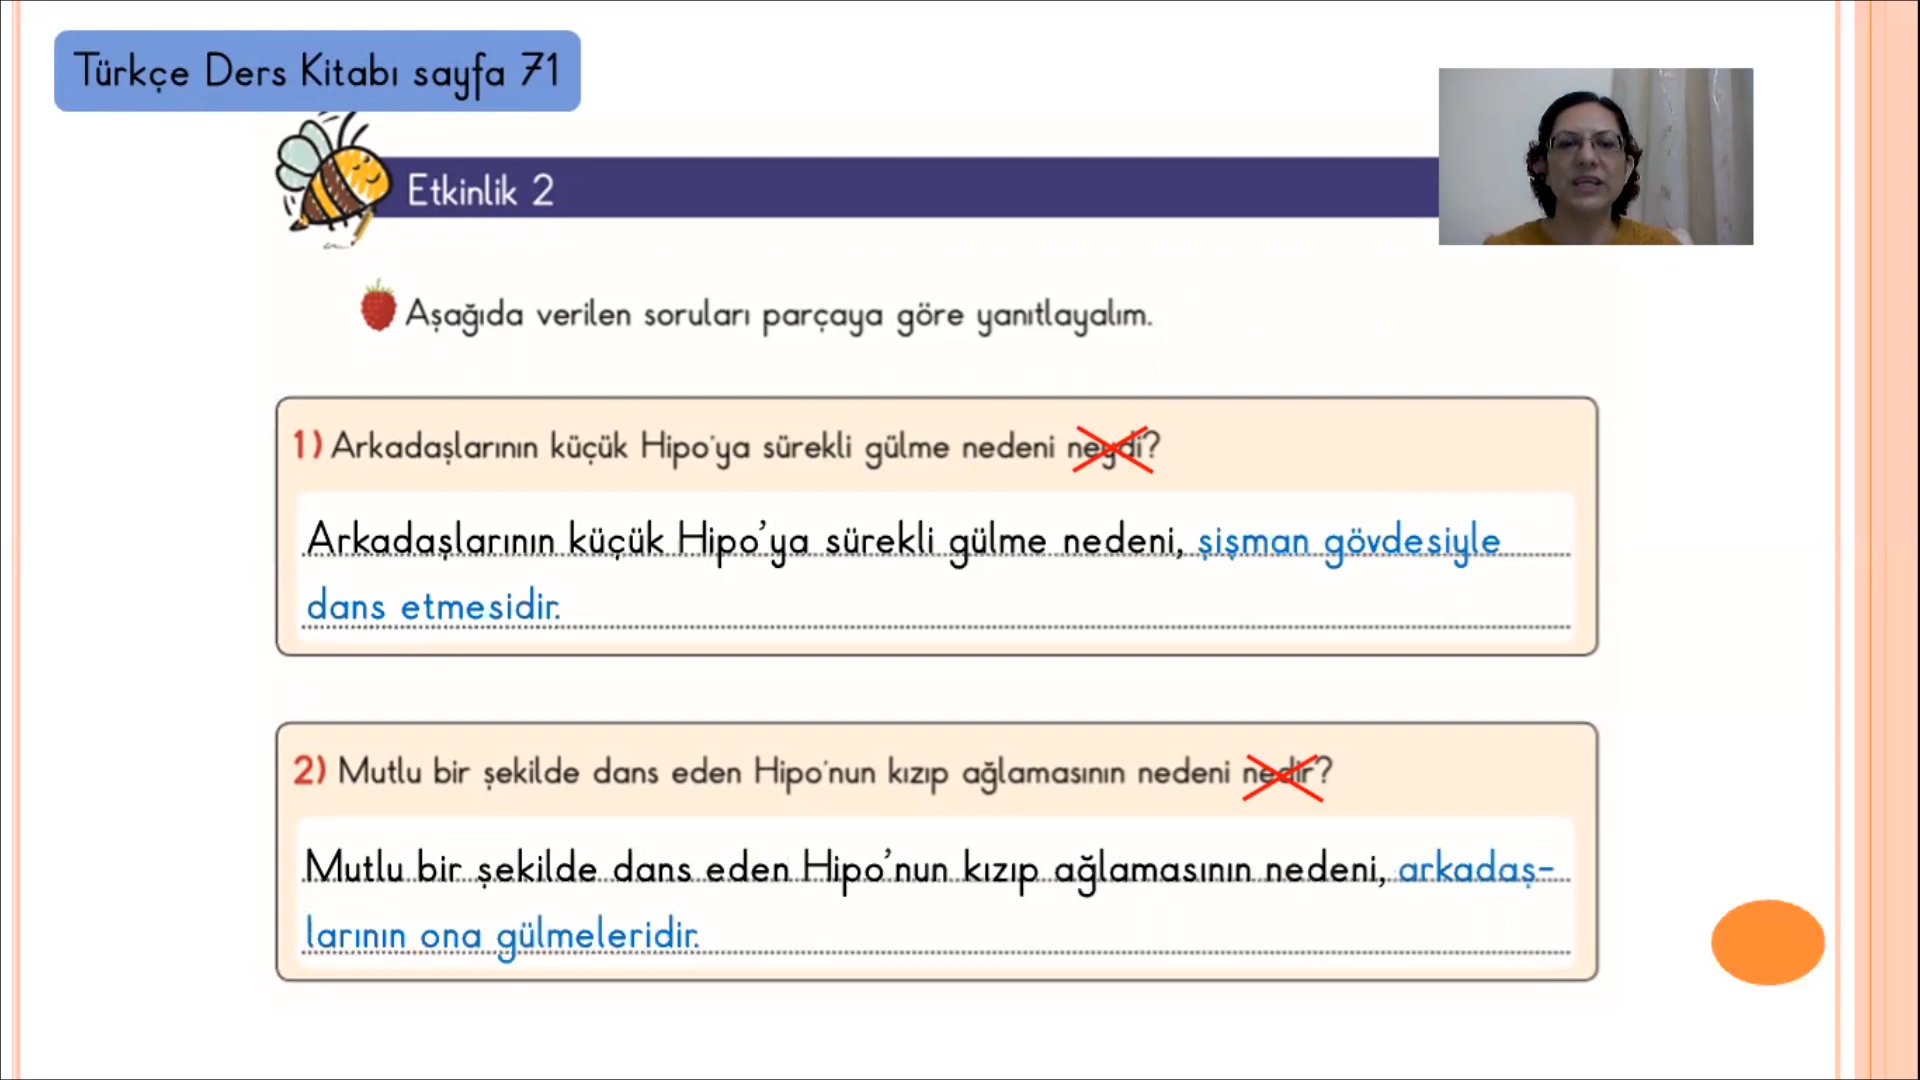 Türkçe Ders Kitabı sayfa 71
Etkinlik 2
Aşağıda verilen soruları parçaya göre yanıtlayalım.
1) Arkadaşlarının küçük Hipo'ya sürekli gülme nedeni neydi?
Arkadaşlarının küçük Hipo'ya sürekli gülme nedeni, şişman gövdesiyle
dans etmesidir.
2) Mutlu bir şekilde dans eden Hipo'nun kızıp ağlamasının nedeni nedir?
Mutlu bir şekilde dans eden Hipo'nun kızıp ağlamasının nedeni, arkadaş-
larının ona gülmeleridir.